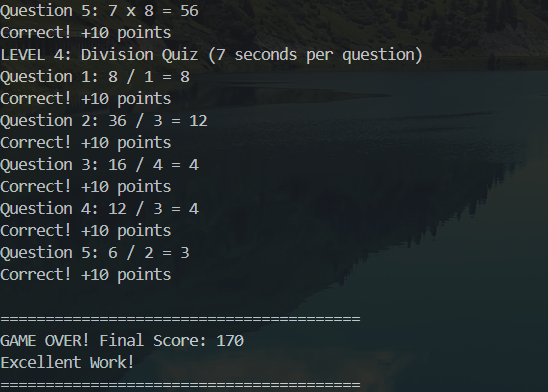 Question 5: 7 x 8 = 56
Correct! +10 points
LEVEL 4: Division Quiz (7 seconds per question)
Question 1: 8 / 1 = 8
Correct! +10 points
Question 2: 36 / 3 = 12
Correct! +10 points
Question 3: 16 / 4 = 4
Correct! +10 points
Question 4: 12 / 3 = 4
Correct! +10 points
Question 5: 6 / 2 = 3
Correct! +10 points
========================================
GAME OVER! Final Score: 170
Excellent Work!
========================================